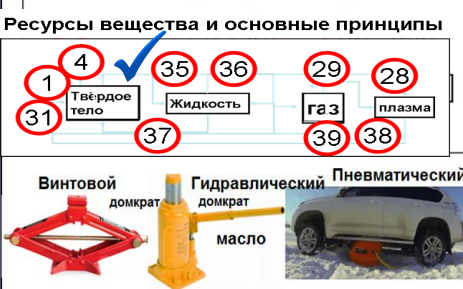 Ресурсы вещества и основные принципы
4
35
36
29
28
1
Твёрдое
тело
Жидкость
газ
плазма
31
37
39
38
Винтовой
домкрат
Гидравлический
домкрат
масло
Пневматический